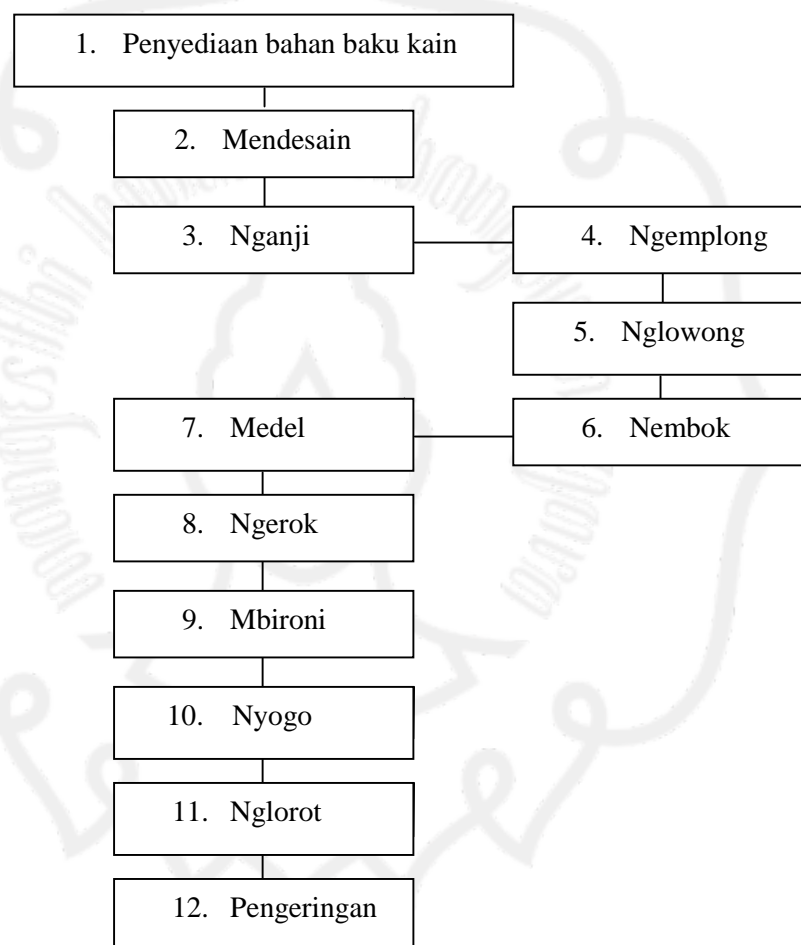 1. Penyediaan bahan baku kain
2. Mendesain
3. Nganji
4. Ngemplong
5. Nglowong
6. Nembok
7. Medel
8. Ngerok
9. Mbironi
10. Nyogo
11. Nglorot
12. Pengeringan